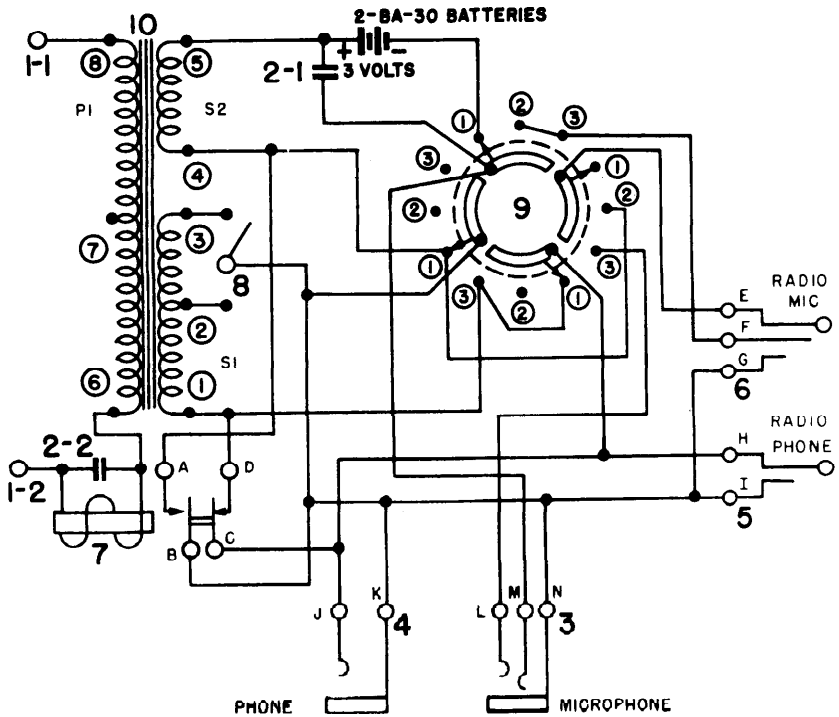 2-BA-30 BATTERIES
10
1-1
8
5
+ −
2-1
3 VOLTS
P1
S2
1
2
3
4
3
1
2
9
2
3
7
8
1
3
RADIO
MIC
E
2
3
2
1
F
G
6
S1
6
1
RADIO
PHONE
H
2-2
A
D
1-2
I
5
7
B
C
J
K
4
L
M
N
3
PHONE
MICROPHONE